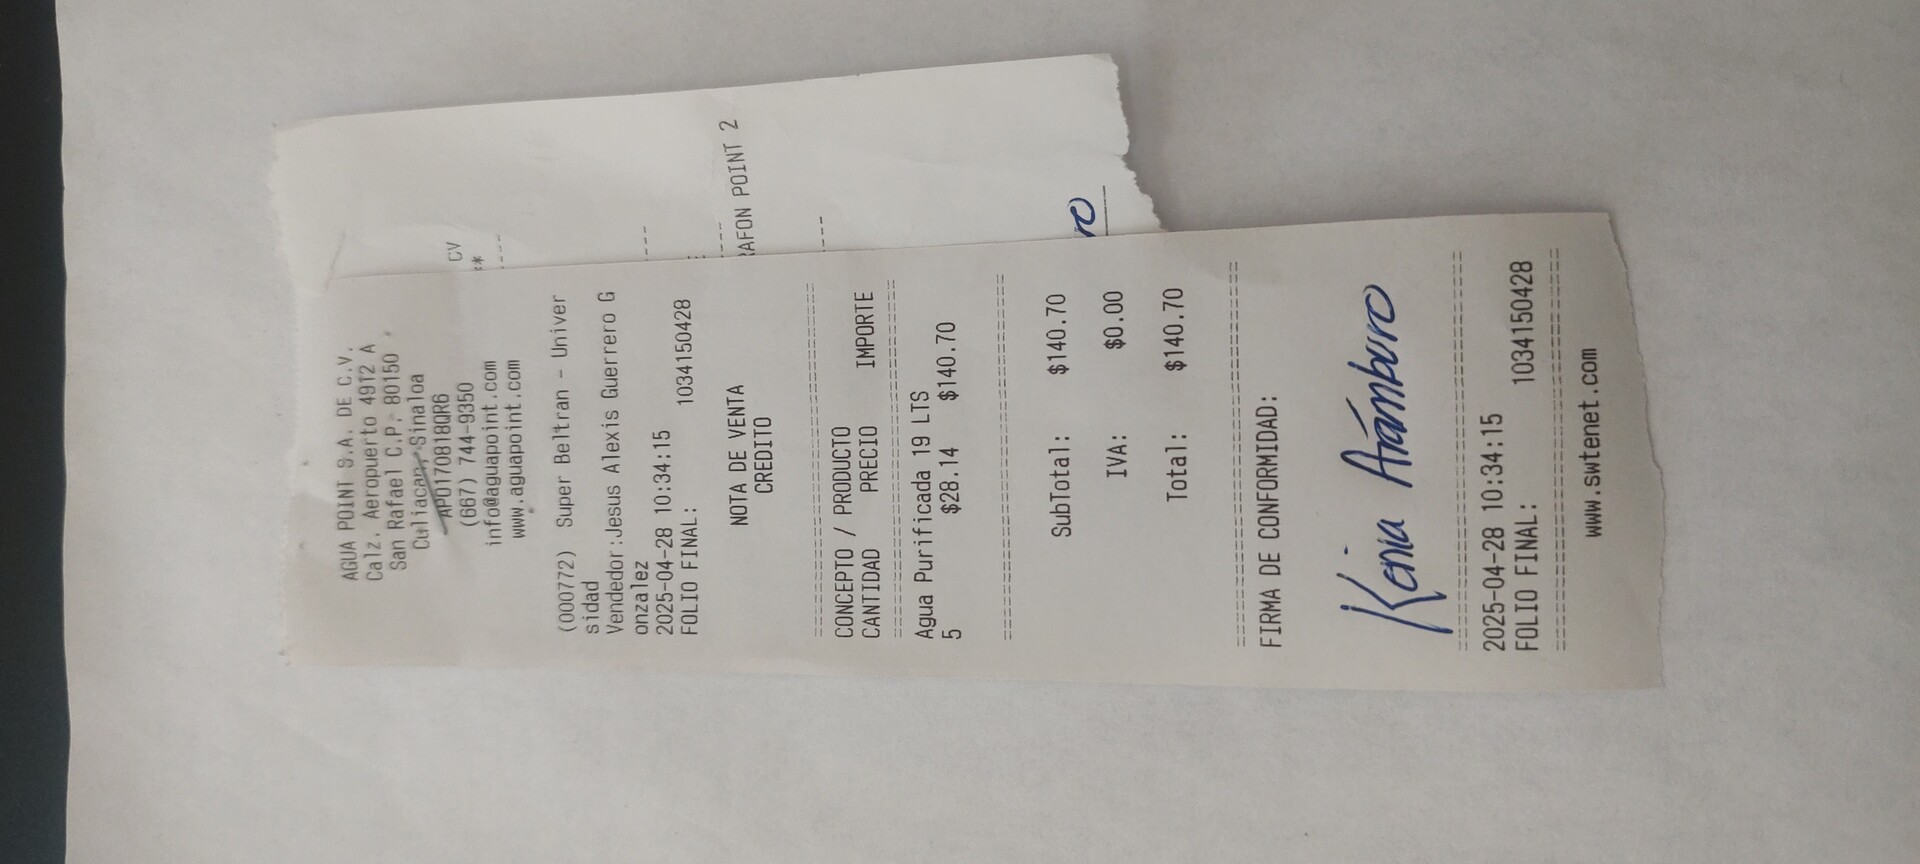 AGUA POINT S.A. DE C.V.
Calz. Aeropuerto 4912 A
San Rafael C.P. 80150
Culiacan, Sinaloa
APO170818QR6
(667) 744-9350
info@aguapoint.com
www.aguapoint.com
(000772) Super Beltran - Univer
sidad
Vendedor:Jesus Alexis Guerrero G
onzalez
2025-04-28 10:34:15
FOLIO FINAL: 1034150428
NOTA DE VENTA
CREDITO
CONCEPTO / PRODUCTO
CANTIDAD PRECIO IMPORTE
Agua Purificada 19 LTS
5 $28.14 $140.70
SubTotal: $140.70
IVA: $0.00
Total: $140.70
FIRMA DE CONFORMIDAD:
Kenia Arámburo
2025-04-28 10:34:15
FOLIO FINAL: 1034150428
www.swtenet.com
CV
RAFON POINT 2
ro